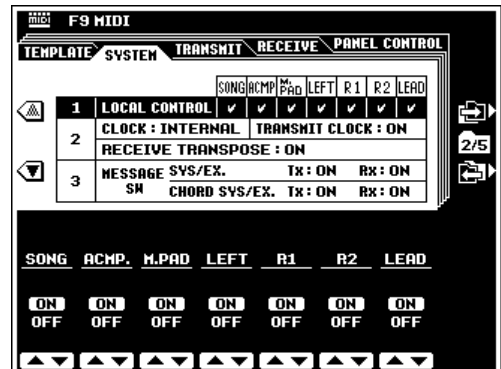 MIDI F9 MIDI
TEMPLATE SYSTEM TRANSMIT RECEIVE PANEL CONTROL
SONG ACMP M.PAD LEFT R1 R2 LEAD
1 LOCAL CONTROL ✓ ✓ ✓ ✓ ✓ ✓ ✓
2 CLOCK : INTERNAL TRANSMIT CLOCK : ON
RECEIVE TRANSPOSE : ON
2/5
3 MESSAGE SW SYS/EX. Tx : ON Rx : ON
CHORD SYS/EX. Tx : ON Rx : ON
SONG ACMP. M.PAD LEFT R1 R2 LEAD
ON ON ON ON ON ON ON
OFF OFF OFF OFF OFF OFF OFF